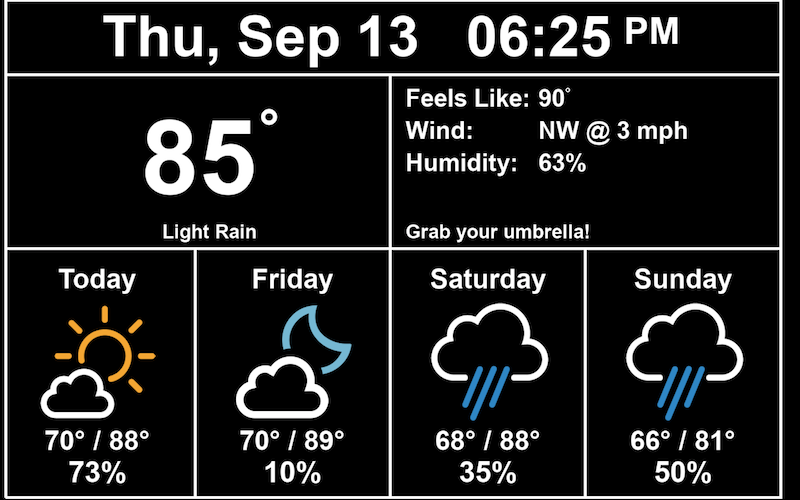 Thu, Sep 13 06:25 PM
85°
Light Rain
Feels Like: 90°
Wind: NW @ 3 mph
Humidity: 63%
Grab your umbrella!
Today
70° / 88°
73%
Friday
70° / 89°
10%
Saturday
68° / 88°
35%
Sunday
66° / 81°
50%